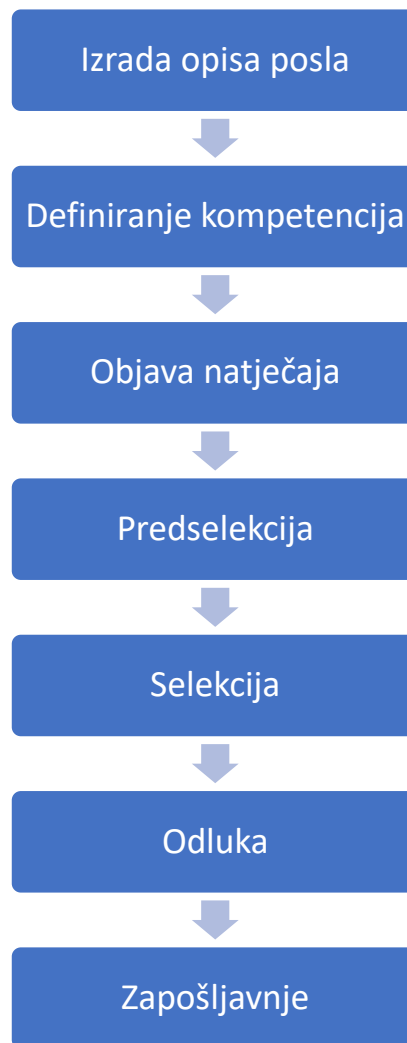 Izrada opisa posla
Definiranje kompetencija
Objava natječaja
Predselekcija
Selekcija
Odluka
Zapošljavnje